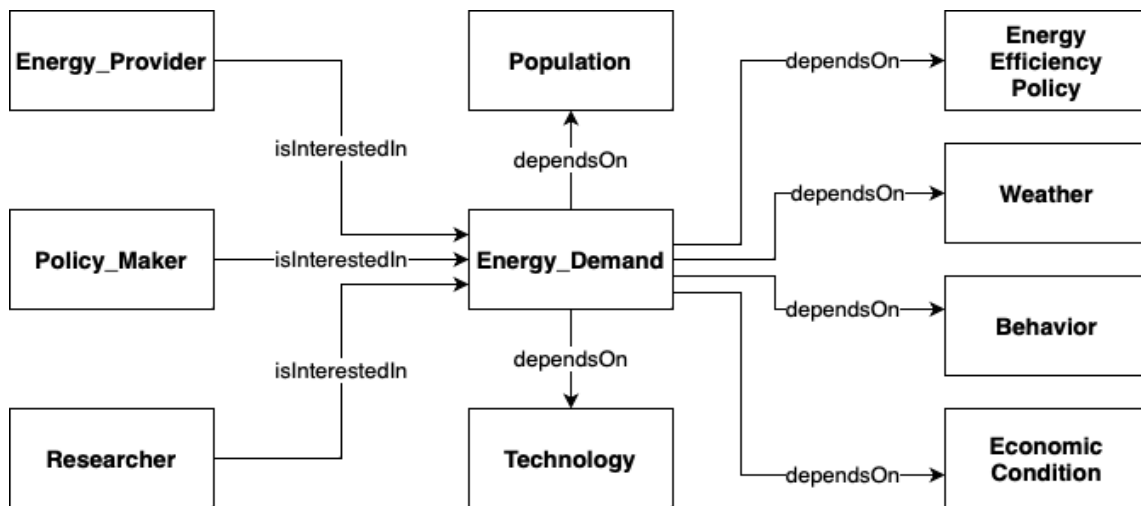 Energy_Provider
Population
dependsOn
Energy
Efficiency
Policy
isInterestedIn
dependsOn
dependsOn
Weather
Policy_Maker
isInterestedIn
Energy_Demand
dependsOn
Behavior
isInterestedIn
dependsOn
Researcher
Technology
dependsOn
Economic
Condition